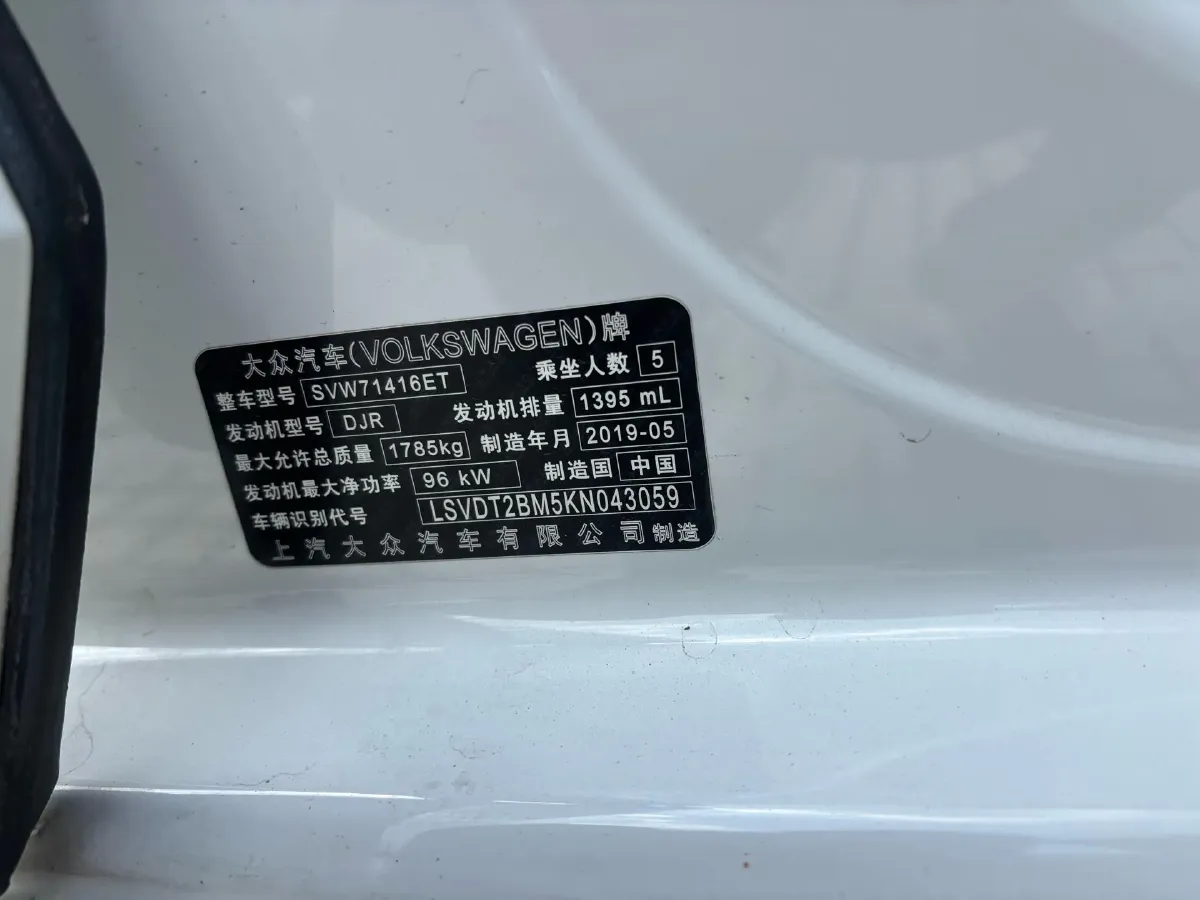 大众汽车(VOLKSWAGEN)牌
整车型号 SVW71416ET 乘坐人数 5
发动机型号 DJR 发动机排量 1395 mL
最大允许总质量 1785kg 制造年月 2019-05
发动机最大净功率 96 kW 制造国 中国
车辆识别代号 LSVDT2BM5KN043059
上汽大众汽车有限公司制造